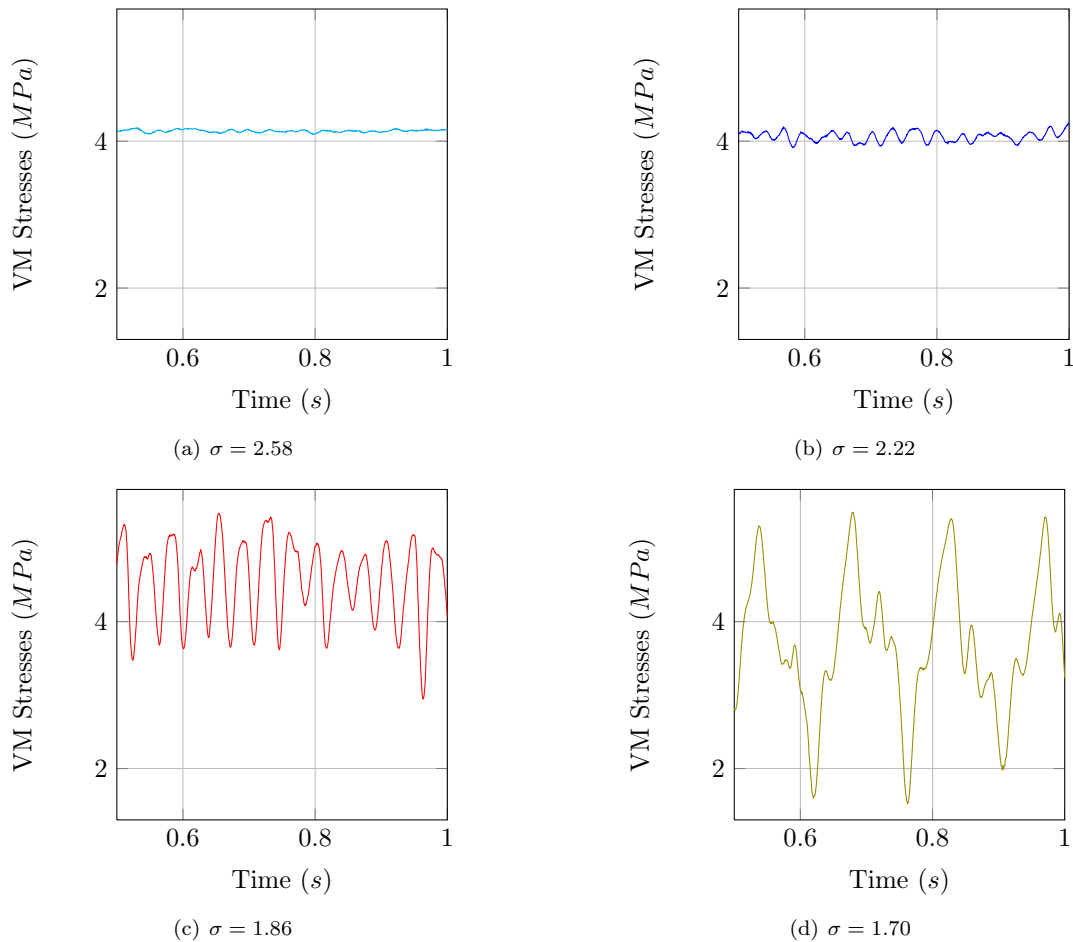 VM Stresses (MPa)
4
2
0.6 0.8 1
Time (s)
(a) σ = 2.58
VM Stresses (MPa)
4
2
0.6 0.8 1
Time (s)
(b) σ = 2.22
VM Stresses (MPa)
4
2
0.6 0.8 1
Time (s)
(c) σ = 1.86
VM Stresses (MPa)
4
2
0.6 0.8 1
Time (s)
(d) σ = 1.70